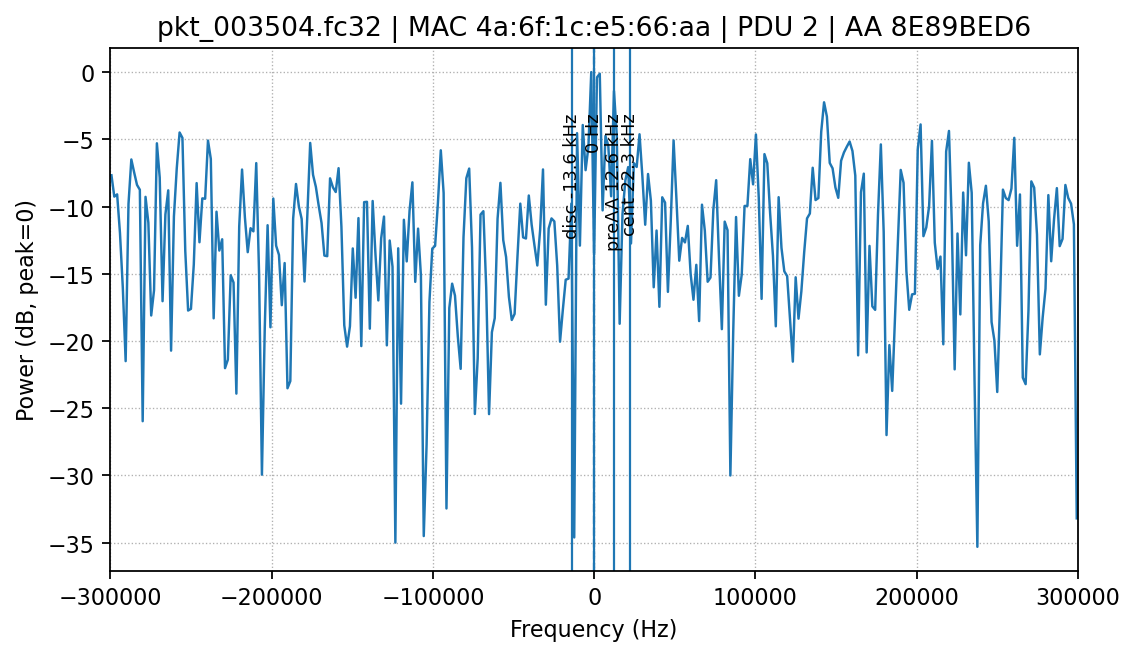 pkt_003504.fc32 | MAC 4a:6f:1c:e5:66:aa | PDU 2 | AA 8E89BED6
Power (dB, peak=0)
0
−5
−10
−15
−20
−25
−30
−35
disc -13.6 kHz
0 Hz
preAA 12.6 kHz
cent 22.3 kHz
−300000
−200000
−100000
0
100000
200000
300000
Frequency (Hz)